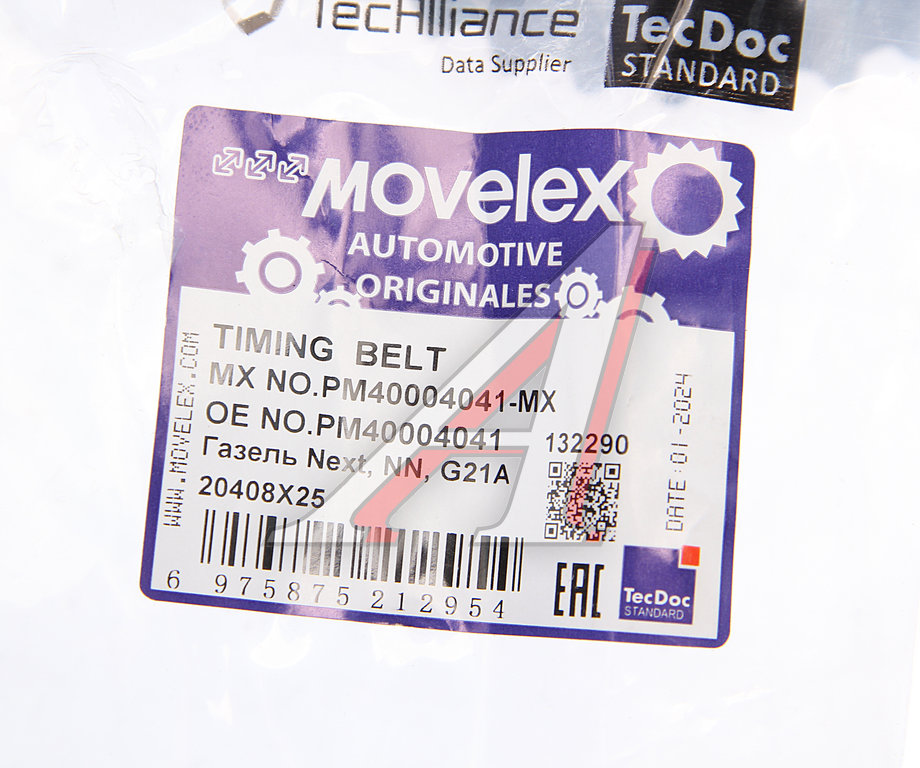 TecAlliance
Data Supplier
TecDoc
STANDARD
MOVELEX
AUTOMOTIVE
ORIGINALES
WWW.MOVELEX.COM
TIMING BELT
MX NO.PM40004041-MX
OE NO.PM40004041
132290
Газель Next, NN, G21A
20408X25
DATE:01-2024
6 975875 212954
EAC
TecDoc
STANDARD